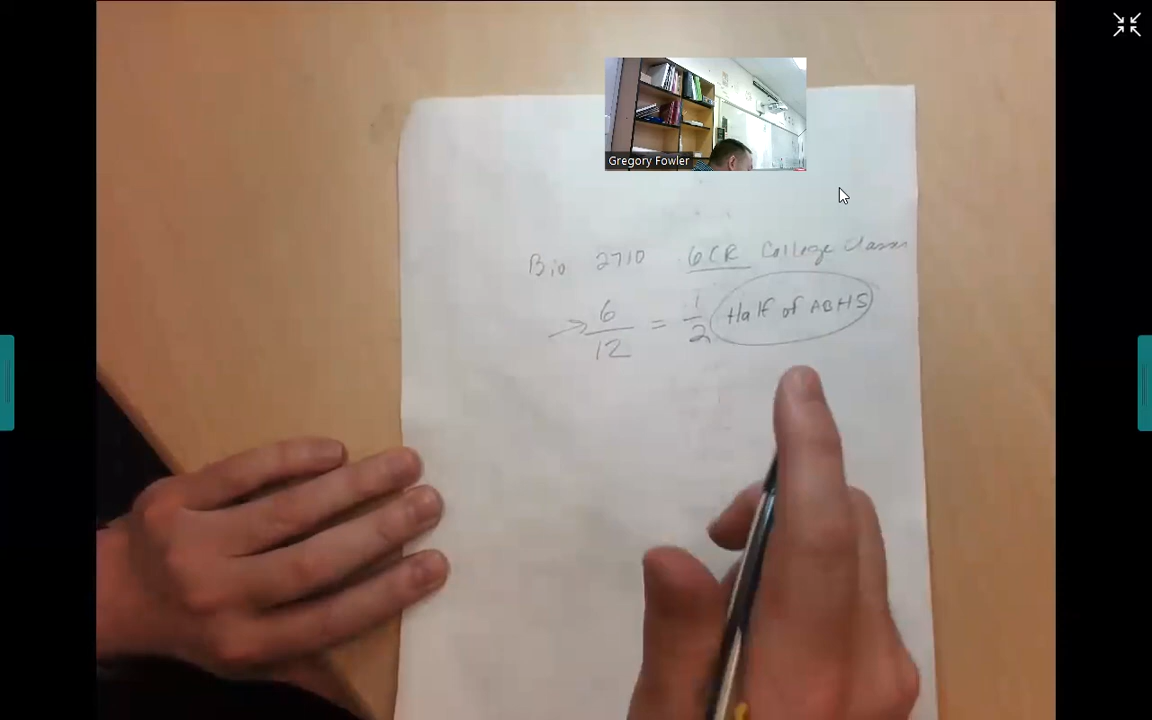 Gregory Fowler
Bio 2710 6CR College Classes
6/12 = 1/2 Half of ABHS